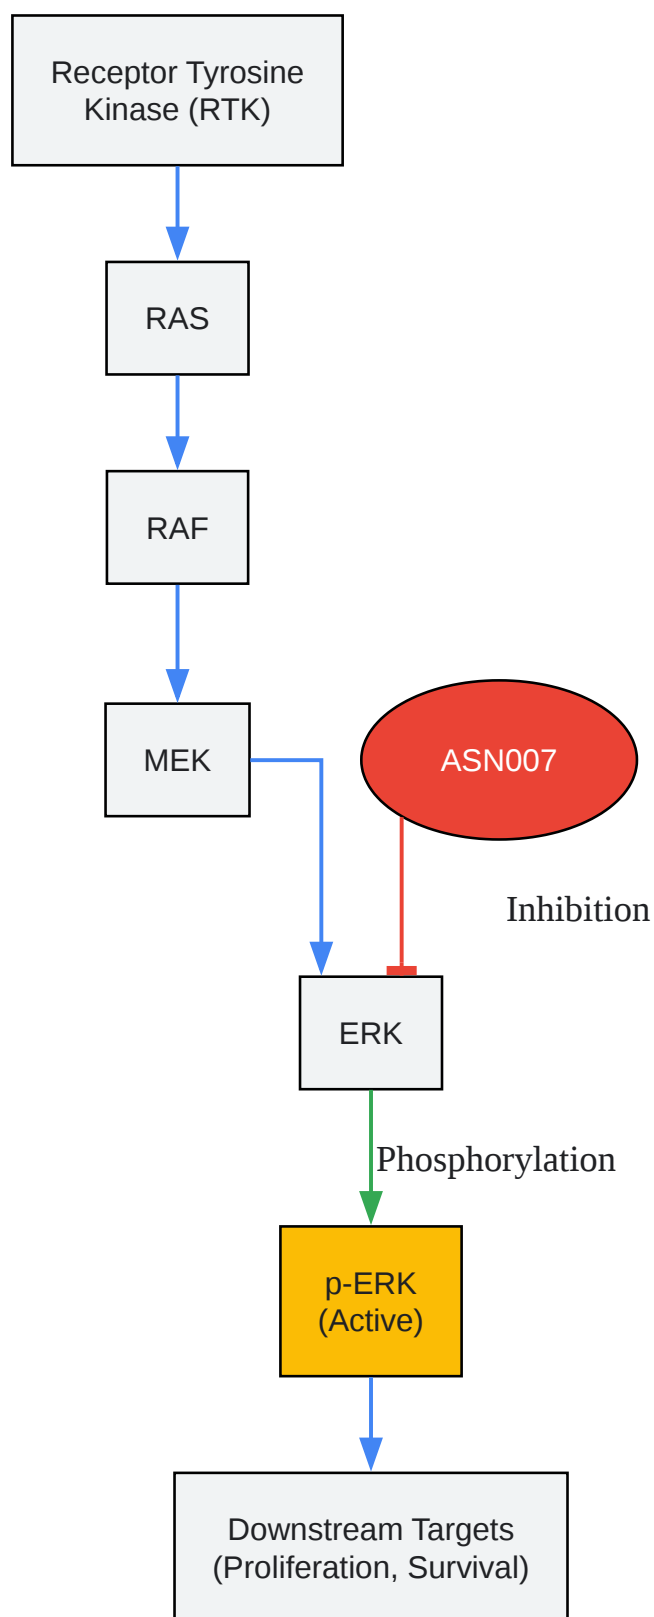 Receptor Tyrosine
Kinase (RTK)
RAS
RAF
MEK
ASN007
Inhibition
ERK
Phosphorylation
p-ERK
(Active)
Downstream Targets
(Proliferation, Survival)